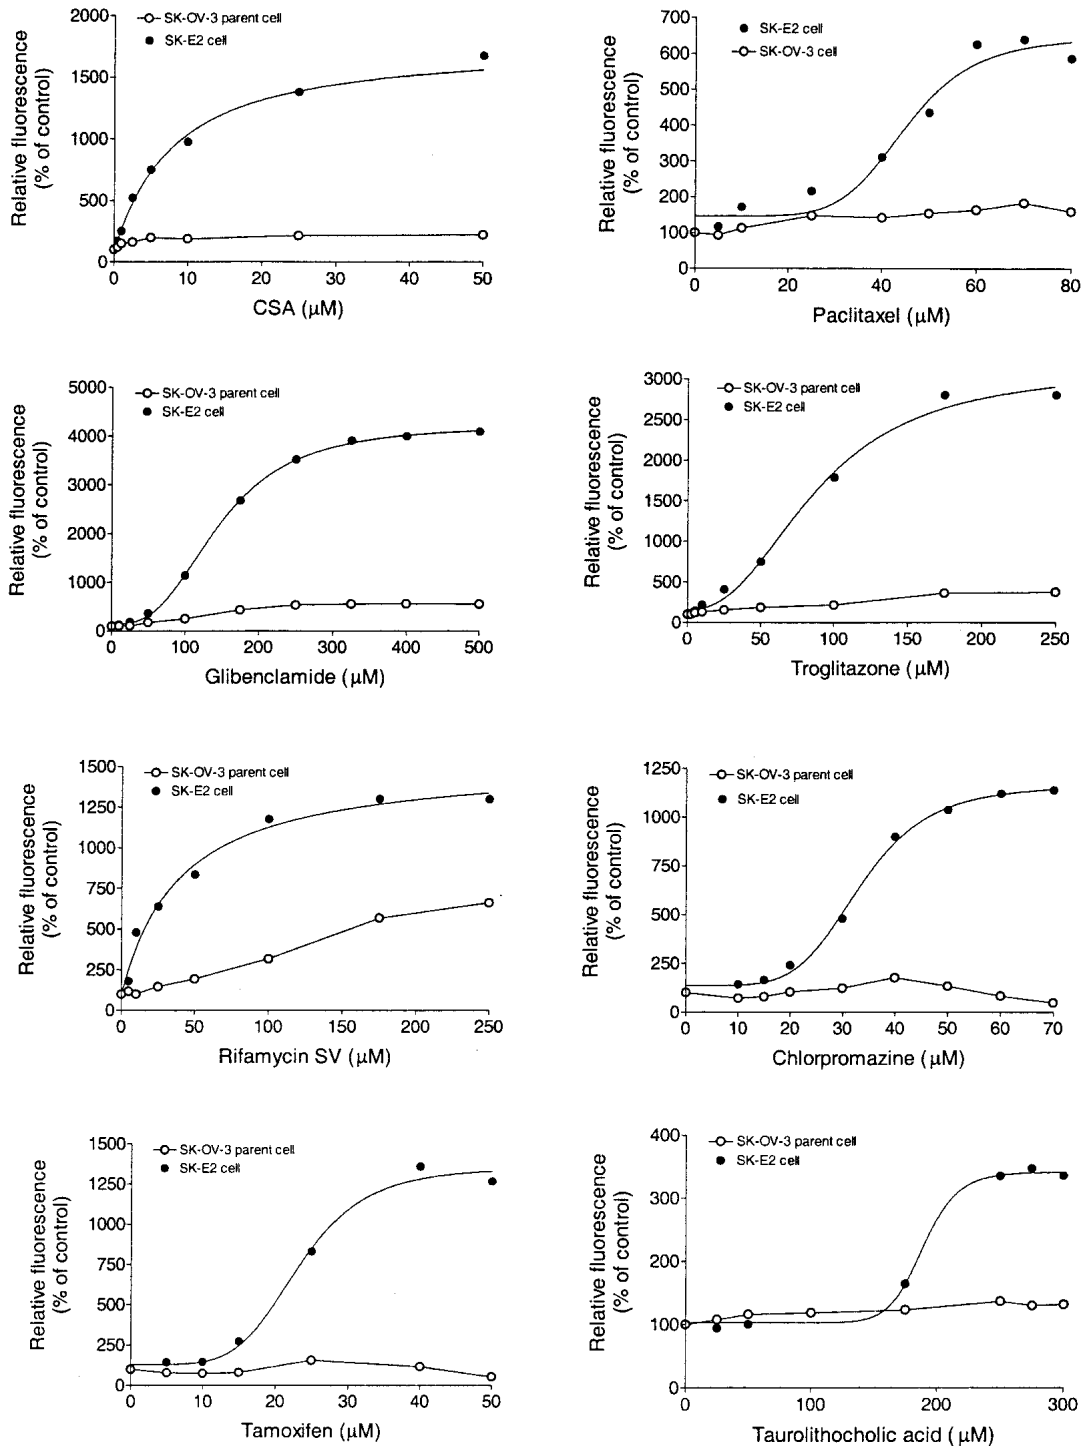 SK-OV-3 parent cell
SK-E2 cell
Relative fluorescence
(% of control)
2000
1500
1000
500
0
0 10 20 30 40 50
CSA (μM)
SK-E2 cell
SK-OV-3 cell
Relative fluorescence
(% of control)
700
600
500
400
300
200
100
0
0 20 40 60 80
Paclitaxel (μM)
SK-OV-3 parent cell
SK-E2 cell
Relative fluorescence
(% of control)
5000
4000
3000
2000
1000
0
0 100 200 300 400 500
Glibenclamide (μM)
SK-OV-3 parent cell
SK-E2 cell
Relative fluorescence
(% of control)
3000
2500
2000
1500
1000
500
0
0 50 100 150 200 250
Troglitazone (μM)
SK-OV-3 parent cell
SK-E2 cell
Relative fluorescence
(% of control)
1500
1250
1000
750
500
250
0
0 50 100 150 200 250
Rifamycin SV (μM)
SK-OV-3 parent cell
SK-E2 cell
Relative fluorescence
(% of control)
1250
1000
750
500
250
0
0 10 20 30 40 50 60 70
Chlorpromazine (μM)
SK-OV-3 parent cell
SK-E2 cell
Relative fluorescence
(% of control)
1500
1250
1000
750
500
250
0
0 10 20 30 40 50
Tamoxifen (μM)
SK-OV-3 parent cell
SK-E2 cell
Relative fluorescence
(% of control)
400
300
200
100
0
0 100 200 300
Taurolithocholic acid (μM)